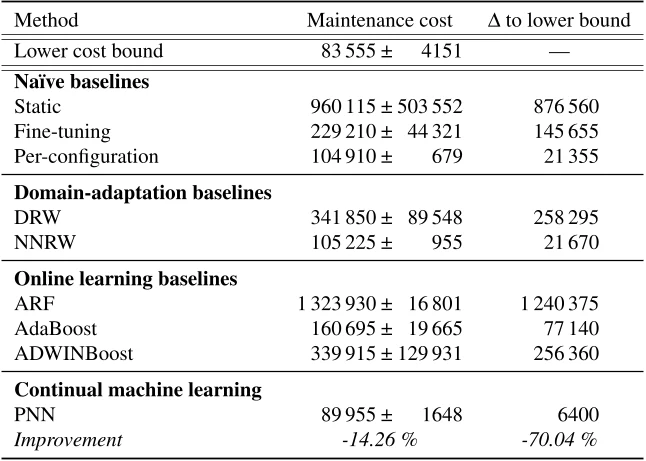 Method Maintenance cost Δ to lower bound
Lower cost bound 83 555 ± 4151 —
Naïve baselines
Static 960 115 ± 503 552 876 560
Fine-tuning 229 210 ± 44 321 145 655
Per-configuration 104 910 ± 679 21 355
Domain-adaptation baselines
DRW 341 850 ± 89 548 258 295
NNRW 105 225 ± 955 21 670
Online learning baselines
ARF 1 323 930 ± 16 801 1 240 375
AdaBoost 160 695 ± 19 665 77 140
ADWINBoost 339 915 ± 129 931 256 360
Continual machine learning
PNN 89 955 ± 1648 6400
Improvement -14.26 % -70.04 %